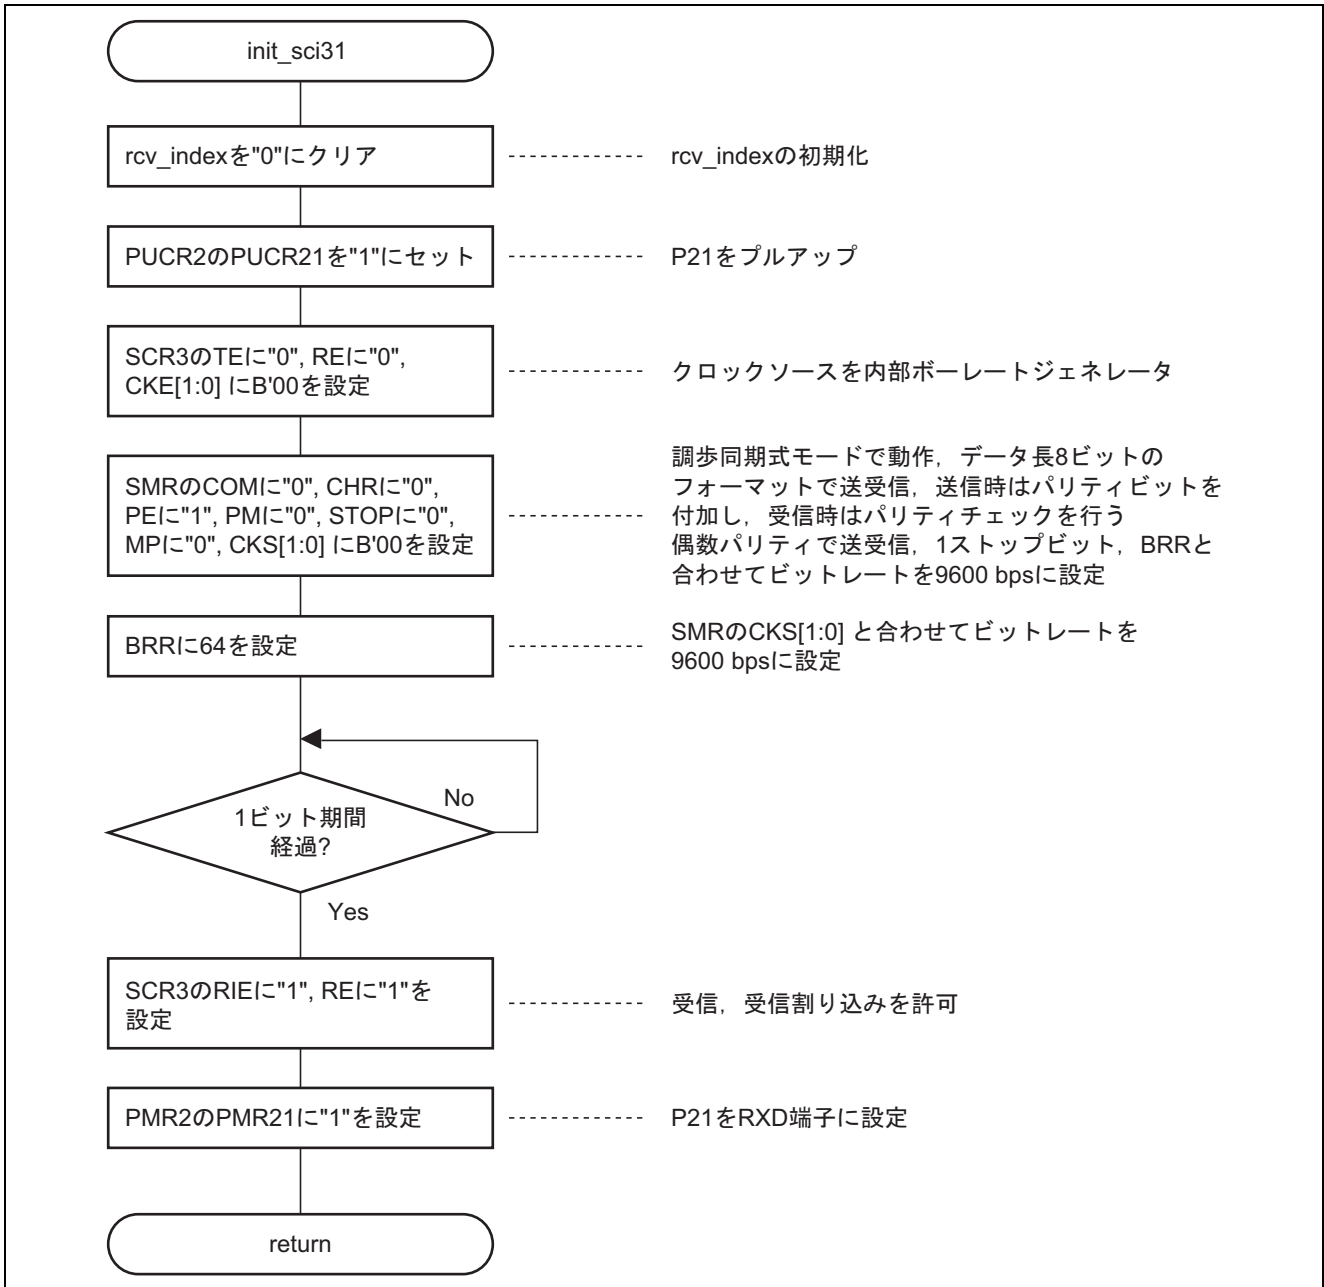 init_sci31
rcv_indexを"0"にクリア
rcv_indexの初期化
PUCR2のPUCR21を"1"にセット
P21をプルアップ
SCR3のTEに"0", REに"0",
CKE[1:0] にB'00を設定
クロックソースを内部ボーレートジェネレータ
SMRのCOMに"0", CHRに"0",
PEに"1", PMに"0", STOPに"0",
MPに"0", CKS[1:0] にB'00を設定
調歩同期式モードで動作，データ長8ビットの
フォーマットで送受信，送信時はパリティビットを
付加し，受信時はパリティチェックを行う
偶数パリティで送受信，1ストップビット，BRRと
合わせてビットレートを9600 bpsに設定
BRRに64を設定
SMRのCKS[1:0] と合わせてビットレートを
9600 bpsに設定
1ビット期間
経過?
No
Yes
SCR3のRIEに"1", REに"1"を
設定
受信，受信割り込みを許可
PMR2のPMR21に"1"を設定
P21をRXD端子に設定
return